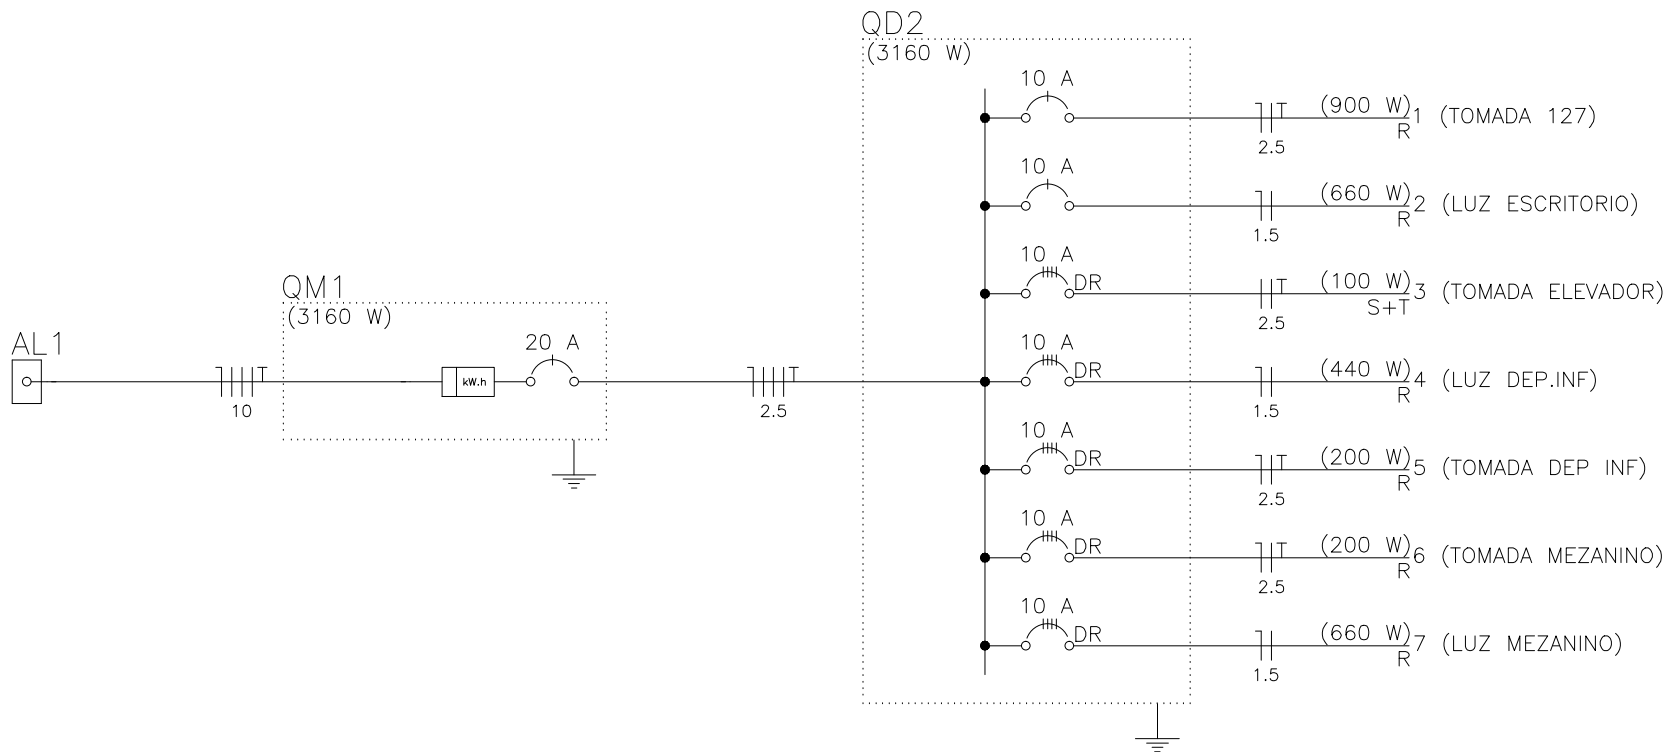 QD2
(3160 W)
10 A
T
(900 W)
1 (TOMADA 127)
R
2.5
10 A
(660 W)
2 (LUZ ESCRITORIO)
R
1.5
10 A
DR
T
(100 W)
3 (TOMADA ELEVADOR)
S+T
2.5
QM1
(3160 W)
AL1
T
10
kW.h
20 A
T
2.5
10 A
DR
(440 W)
4 (LUZ DEP.INF)
R
1.5
10 A
DR
T
(200 W)
5 (TOMADA DEP INF)
R
2.5
10 A
DR
T
(200 W)
6 (TOMADA MEZANINO)
R
2.5
10 A
DR
(660 W)
7 (LUZ MEZANINO)
R
1.5